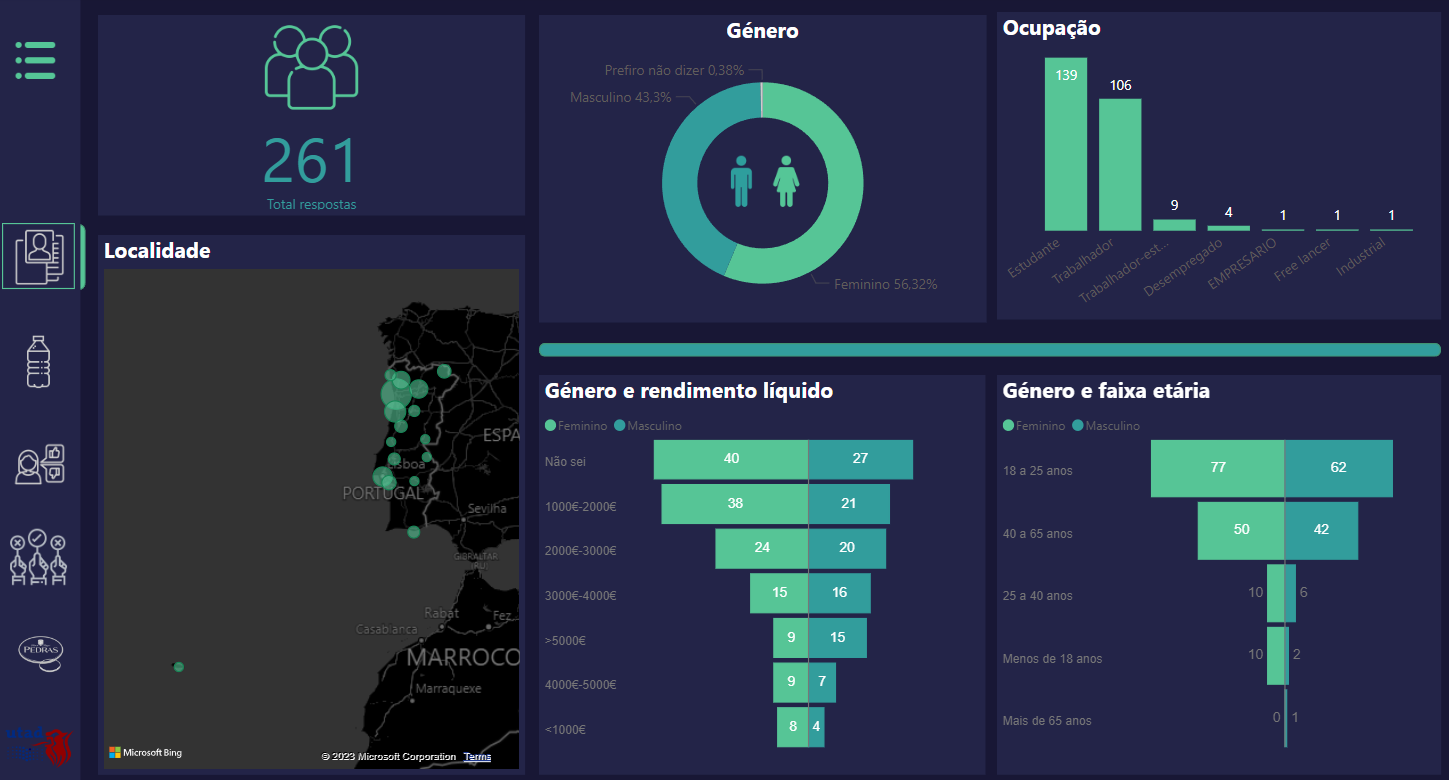 261
Total respostas
Género
Prefiro não dizer 0,38%
Masculino 43,3%
Feminino 56,32%
Ocupação
139
106
9
4
1
1
1
Estudante
Trabalhador
Trabalhador-est...
Desempregado
EMPRESÁRIO
Free lancer
Industrial
Localidade
ESPA
Lisboa
PORTUGAL
Sevilha
GIBRALTAR
(RU)
Rabat
Fez
Casablanca
MARROCO
Marraquexe
Microsoft Bing
© 2023 Microsoft Corporation Terms
Género e rendimento líquido
Feminino Masculino
Não sei 40 27
1000€-2000€ 38 21
2000€-3000€ 24 20
3000€-4000€ 15 16
>5000€ 9 15
4000€-5000€ 9 7
<1000€ 8 4
Género e faixa etária
Feminino Masculino
18 a 25 anos 77 62
40 a 65 anos 50 42
25 a 40 anos 10 6
Menos de 18 anos 10 2
Mais de 65 anos 0 1
PEDRAS